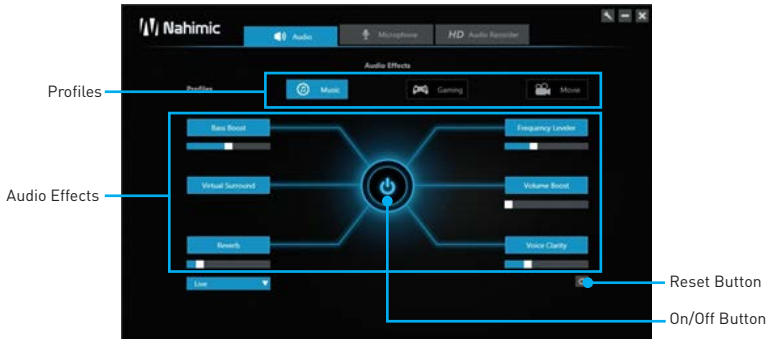 Nahimic
Audio
Microphone
HD Audio Recorder
Audio Effects
Profiles
Profiles
Music
Gaming
Movie
Bass Boost
Frequency Leveler
Audio Effects
Virtual Surround
Volume Boost
Reverb
Voice Clarity
Live
Reset Button
On/Off Button